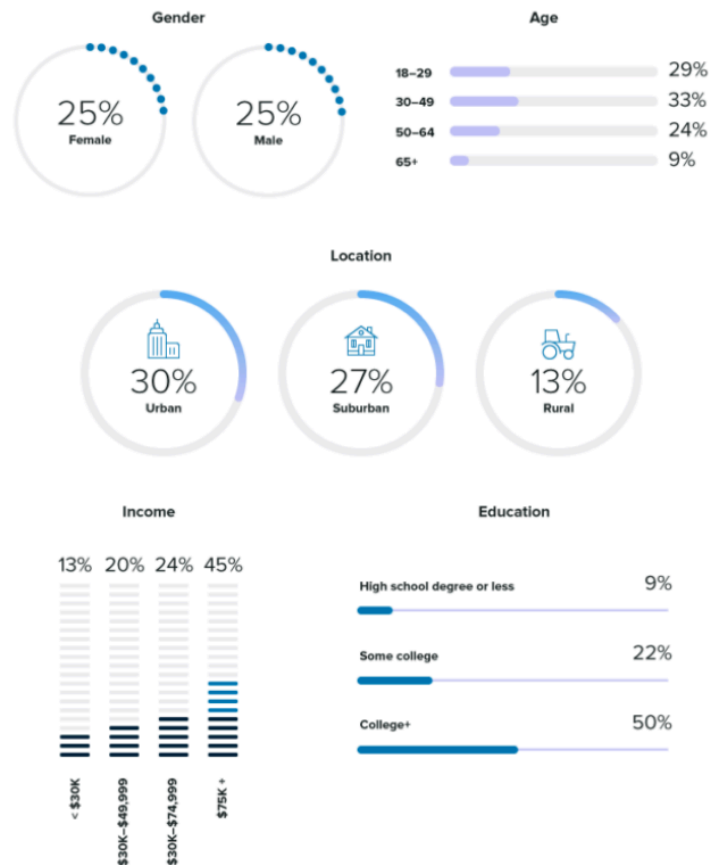 Gender
25%
Female
25%
Male
Age
18–29 29%
30–49 33%
50–64 24%
65+ 9%
Location
30%
Urban
27%
Suburban
13%
Rural
Income
13% 20% 24% 45%
< $30K
$30K–$49,999
$30K–$74,999
$75K +
Education
High school degree or less 9%
Some college 22%
College+ 50%